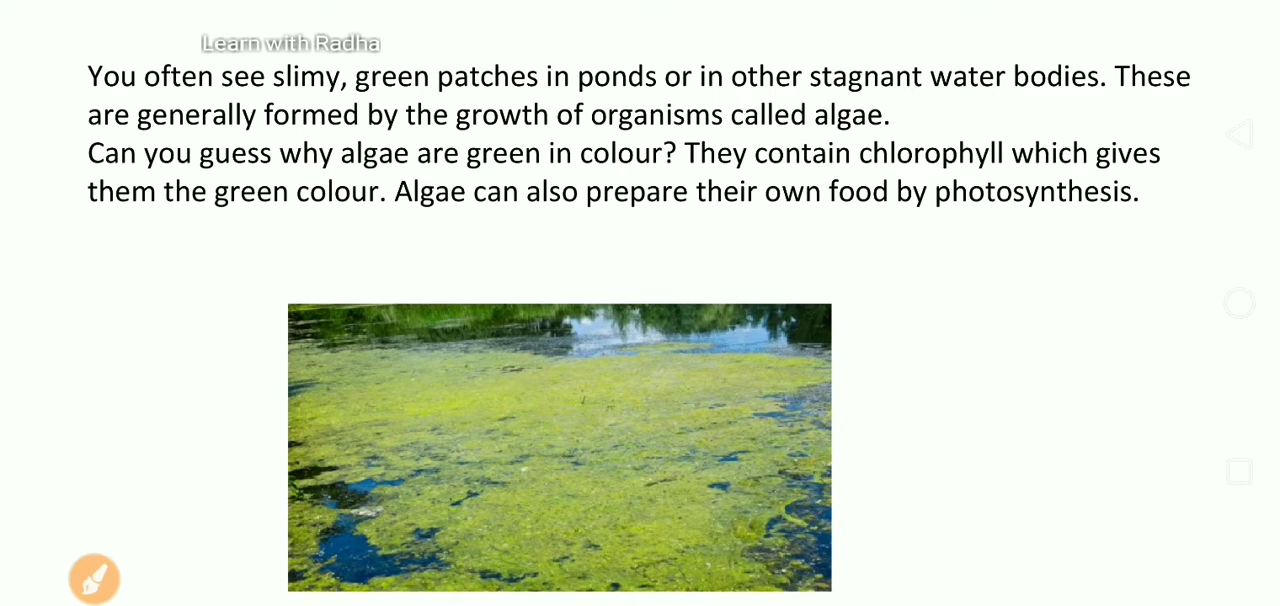 Learn with Radha
You often see slimy, green patches in ponds or in other stagnant water bodies. These
are generally formed by the growth of organisms called algae.
Can you guess why algae are green in colour? They contain chlorophyll which gives
them the green colour. Algae can also prepare their own food by photosynthesis.